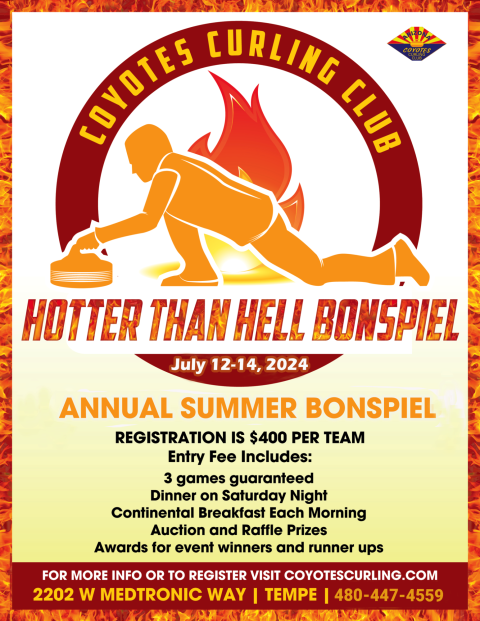 COYOTES CURLING CLUB
ARIZONA
COYOTES
HOTTER THAN HELL BONSPIEL
July 12-14, 2024
ANNUAL SUMMER BONSPIEL
REGISTRATION IS $400 PER TEAM
Entry Fee Includes:
3 games guaranteed
Dinner on Saturday Night
Continental Breakfast Each Morning
Auction and Raffle Prizes
Awards for event winners and runner ups
FOR MORE INFO OR TO REGISTER VISIT COYOTESCURLING.COM
2202 W MEDTRONIC WAY | TEMPE | 480-447-4559